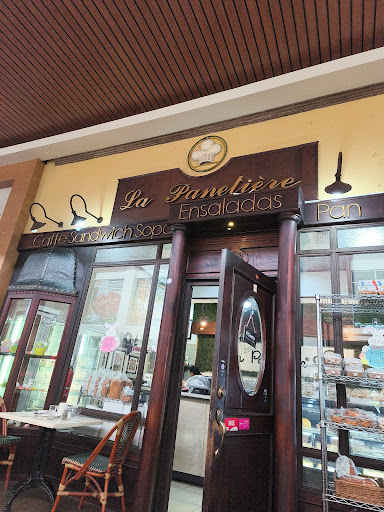 La Panetière
Caffe Sandwich Sopa Ensaladas Pan